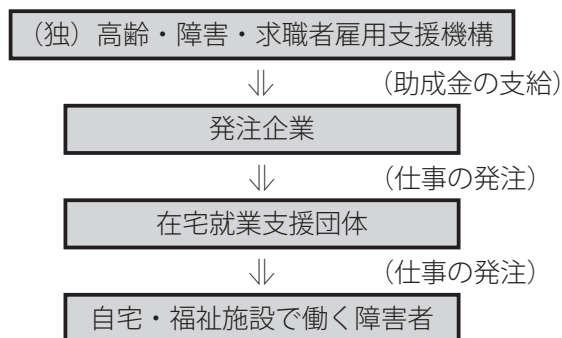 （独）高齢・障害・求職者雇用支援機構
⇓ （助成金の支給）
発注企業
⇓ （仕事の発注）
在宅就業支援団体
⇓ （仕事の発注）
自宅・福祉施設で働く障害者